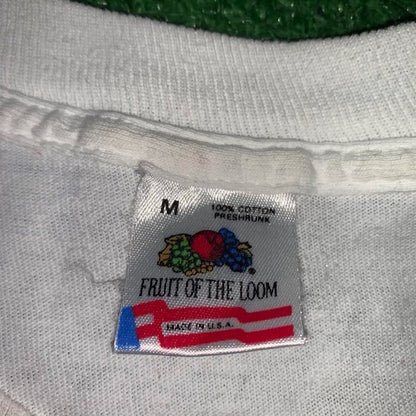 M
100% COTTON
PRESHRUNK
®
FRUIT OF THE LOOM
MADE IN U.S.A.